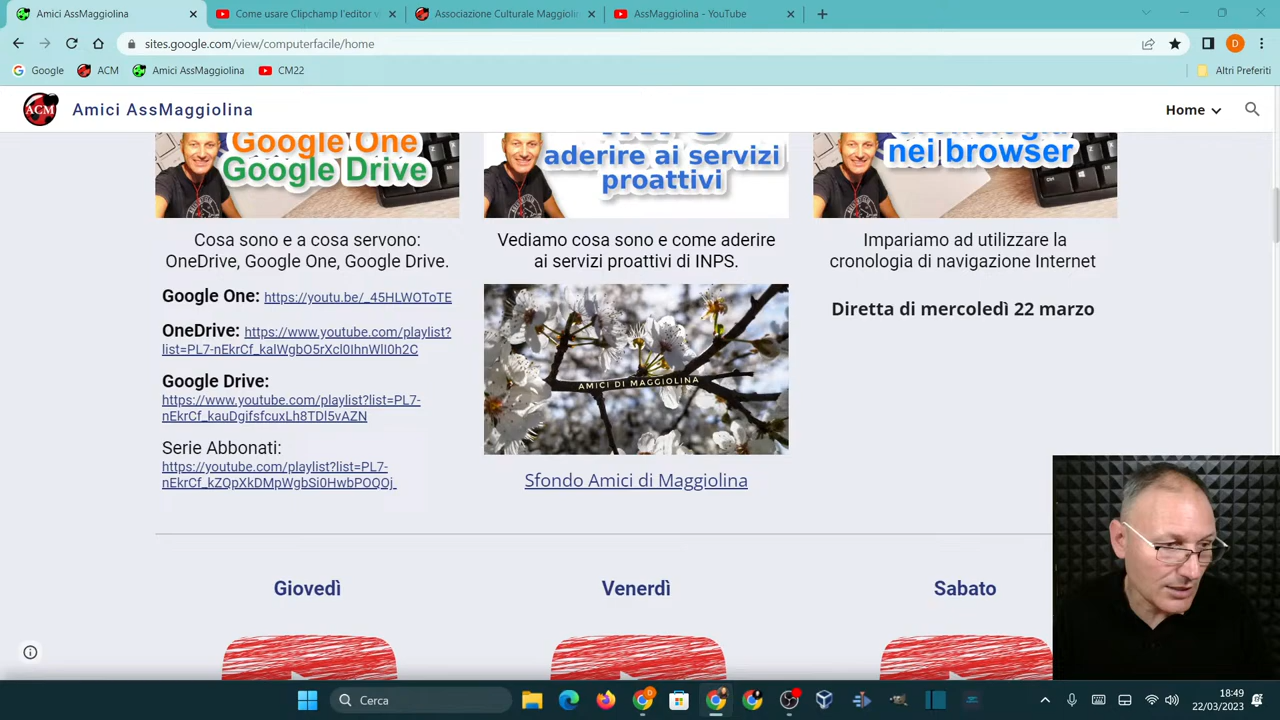 Amici AssMaggiolina
Come usare Clipchamp l'editor v
Associazione Culturale Maggiolin
AssMaggiolina - YouTube
sites.google.com/view/computerfacile/home
Google
ACM
Amici AssMaggiolina
CM22
Altri Preferiti
ACM
Amici AssMaggiolina
Home
Google One
Google Drive
aderire ai servizi
proattivi
nei browser
Cosa sono e a cosa servono:
OneDrive, Google One, Google Drive.
Google One: https://youtu.be/_45HLWOToTE
OneDrive: https://www.youtube.com/playlist?
list=PL7-nEkrCf_kalWgbO5rXcl0IhnWlI0h2C
Google Drive:
https://www.youtube.com/playlist?list=PL7-
nEkrCf_kauDgifsfcuxLh8TDl5vAZN
Serie Abbonati:
https://youtube.com/playlist?list=PL7-
nEkrCf_kZQpXkDMpWgbSi0HwbPOQOj
Vediamo cosa sono e come aderire
ai servizi proattivi di INPS.
AMICI DI MAGGIOLINA
Sfondo Amici di Maggiolina
Impariamo ad utilizzare la
cronologia di navigazione Internet
Diretta di mercoledì 22 marzo
Giovedì
Venerdì
Sabato
Cerca
18:49
22/03/2023